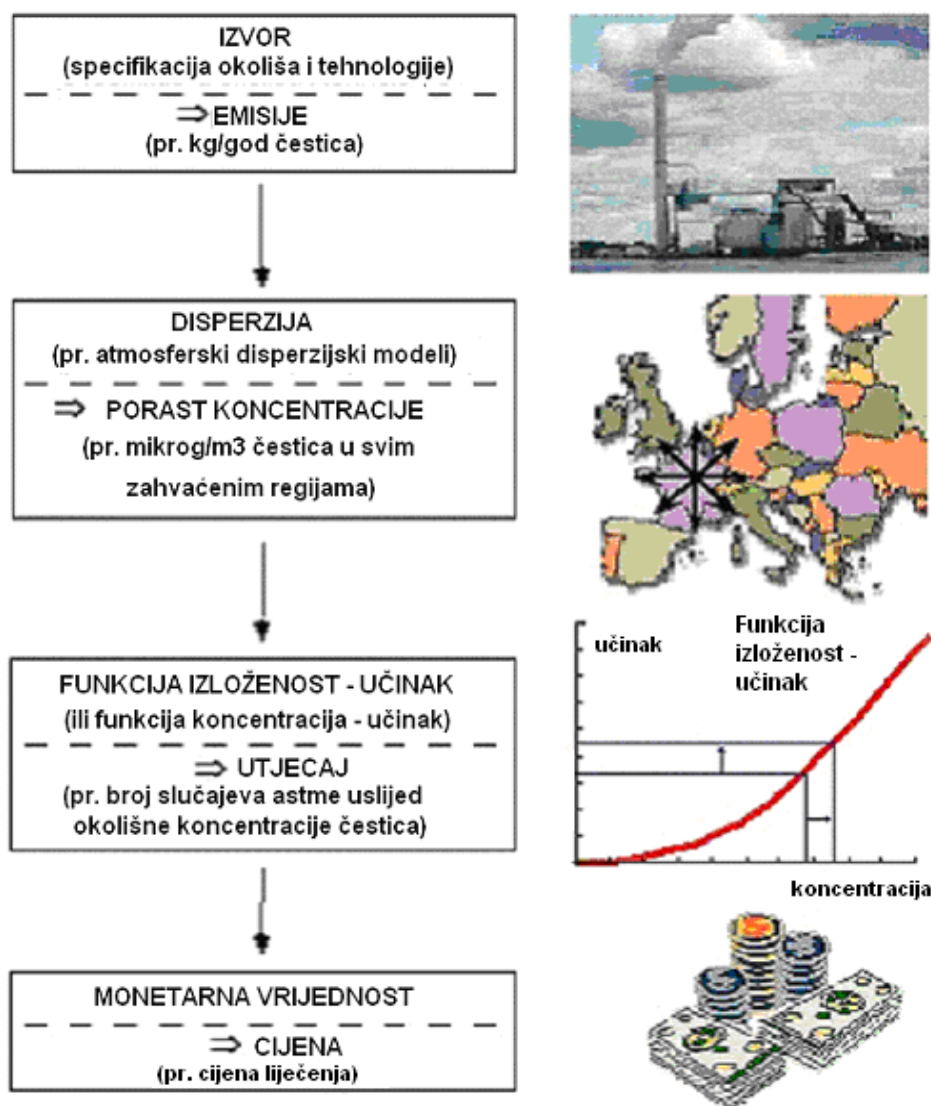 IZVOR
(specifikacija okoliša i tehnologije)
⇒ EMISIJE
(pr. kg/god čestica)
DISPERZIJA
(pr. atmosferski disperzijski modeli)
⇒ PORAST KONCENTRACIJE
(pr. mikrog/m3 čestica u svim
zahvaćenim regijama)
FUNKCIJA IZLOŽENOST - UČINAK
(ili funkcija koncentracija - učinak)
⇒ UTJECAJ
(pr. broj slučajeva astme uslijed
okolišne koncentracije čestica)
učinak
Funkcija
izloženost -
učinak
koncentracija
MONETARNA VRIJEDNOST
⇒ CIJENA
(pr. cijena liječenja)